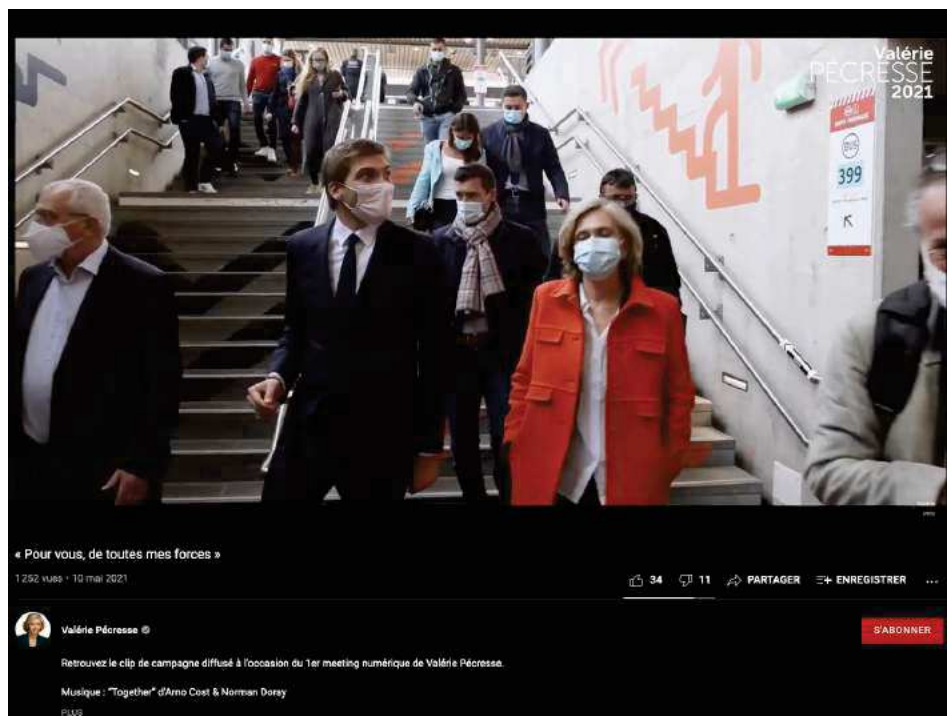 Valérie
PÉCRESSE
2021
BUS
399
« Pour vous, de toutes mes forces »
1 252 vues • 10 mai 2021
34 11 PARTAGER ENREGISTRER ...
Valérie Pécresse
S'ABONNER
Retrouvez le clip de campagne diffusé à l'occasion du 1er meeting numérique de Valérie Pécresse.
Musique : "Together" d'Arno Cost & Norman Doray
PLUS